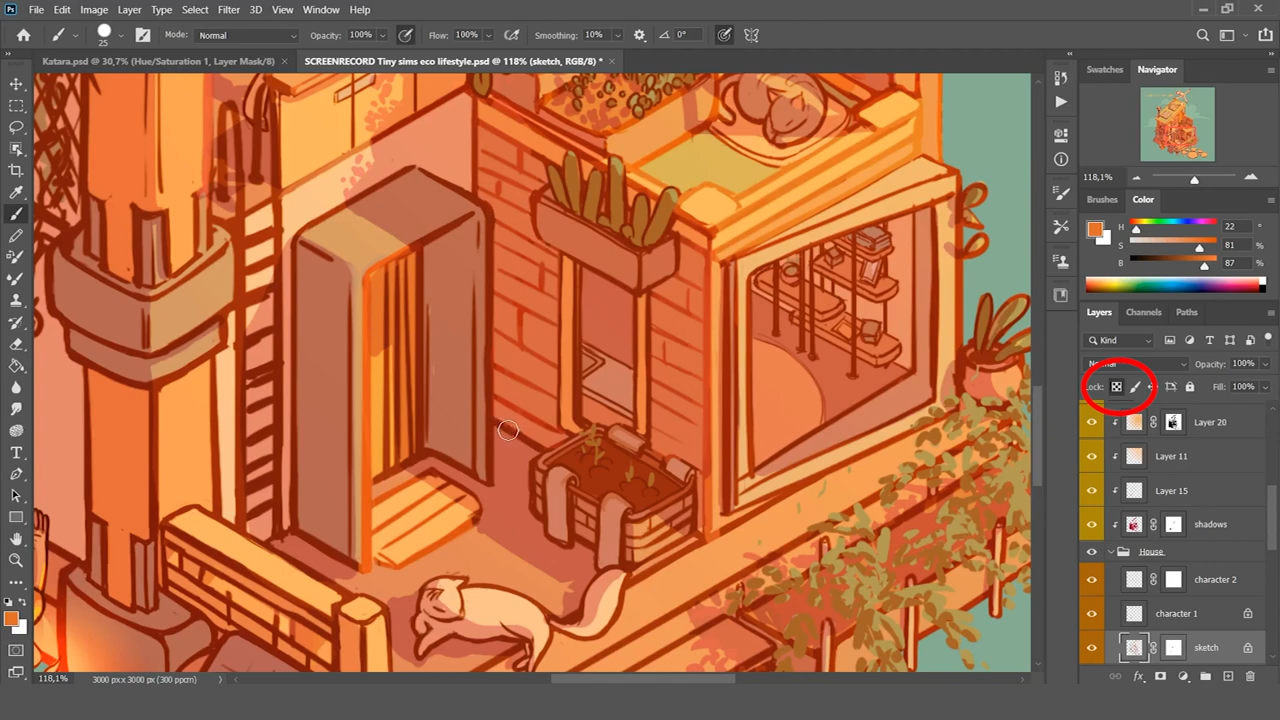 Ps File Edit Image Layer Type Select Filter 3D View Window Help
25 Mode: Normal Opacity: 100% Flow: 100% Smoothing: 10% 0°
Katara.psd @ 30,7% (Hue/Saturation 1, Layer Mask/8) × SCREENRECORD Tiny sims eco lifestyle.psd @ 118% (sketch, RGB/8) * ×
Swatches Navigator
118,1%
Brushes Color
H 22 °
S 81 %
B 87 %
Layers Channels Paths
Kind
Normal Opacity: 100%
Lock: Fill: 100%
Layer 20
Layer 11
Layer 15
shadows
House
character 2
character 1
sketch
118,1% 3000 px x 3000 px (300 ppcm)